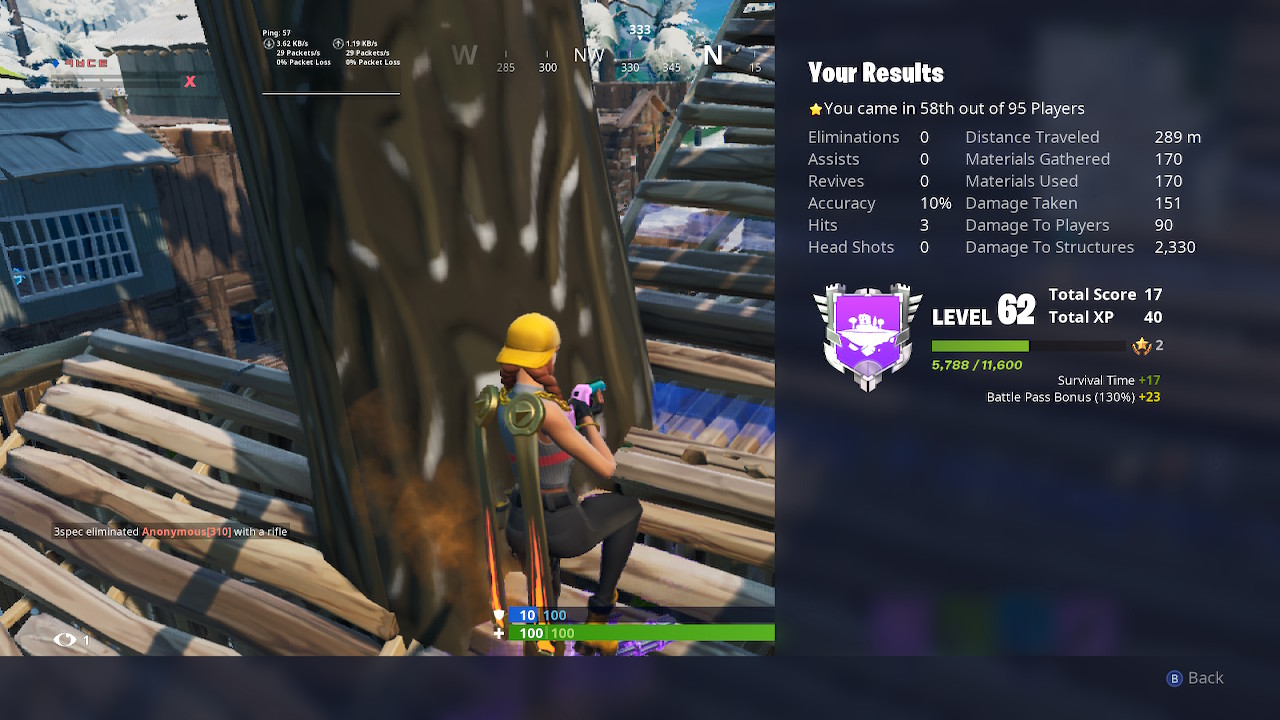 Ping: 57
3.62 KB/s 1.19 KB/s
29 Packets/s 29 Packets/s
0% Packet Loss 0% Packet Loss
333
W 285 300 NW 330 345 N 15
X
Your Results
You came in 58th out of 95 Players
Eliminations 0 Distance Traveled 289 m
Assists 0 Materials Gathered 170
Revives 0 Materials Used 170
Accuracy 10% Damage Taken 151
Hits 3 Damage To Players 90
Head Shots 0 Damage To Structures 2,330
LEVEL 62 Total Score 17
Total XP 40
2
5,788 / 11,600
Survival Time +17
Battle Pass Bonus (130%) +23
3spec eliminated Anonymous[310] with a rifle
10 100
100 100
1
B Back